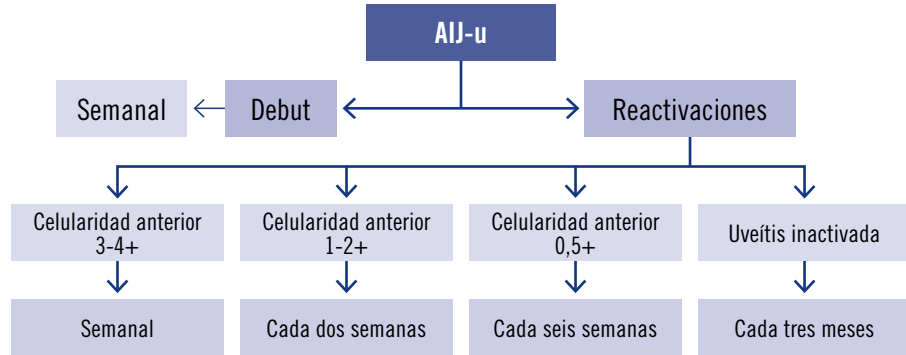 AIJ-u
Semanal
Debut
Reactivaciones
Celularidad anterior
3-4+
Celularidad anterior
1-2+
Celularidad anterior
0,5+
Uveítis inactivada
Semanal
Cada dos semanas
Cada seis semanas
Cada tres meses